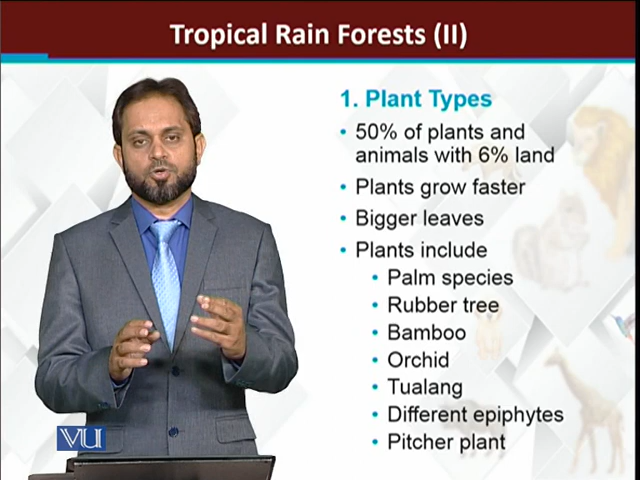 Tropical Rain Forests (II)
1. Plant Types
• 50% of plants and
animals with 6% land
• Plants grow faster
• Bigger leaves
• Plants include
• Palm species
• Rubber tree
• Bamboo
• Orchid
• Tualang
• Different epiphytes
• Pitcher plant
VU